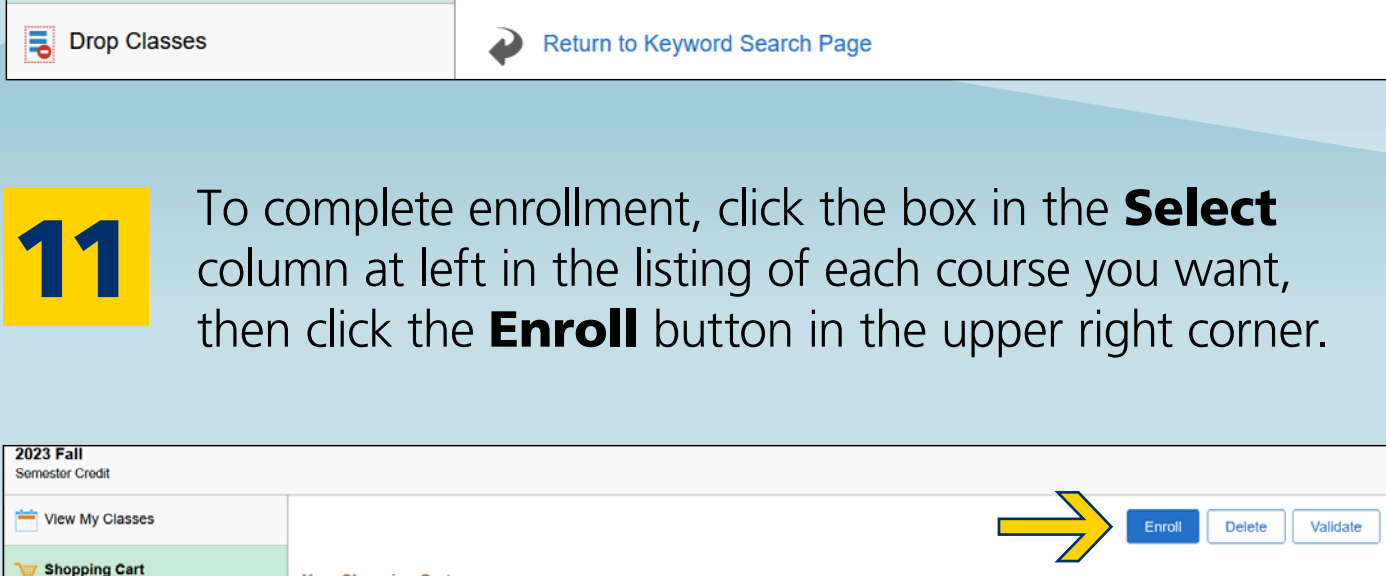 Drop Classes
Return to Keyword Search Page
11
To complete enrollment, click the box in the Select
column at left in the listing of each course you want,
then click the Enroll button in the upper right corner.
2023 Fall
Semester Credit
View My Classes
Enroll
Delete
Validate
Shopping Cart